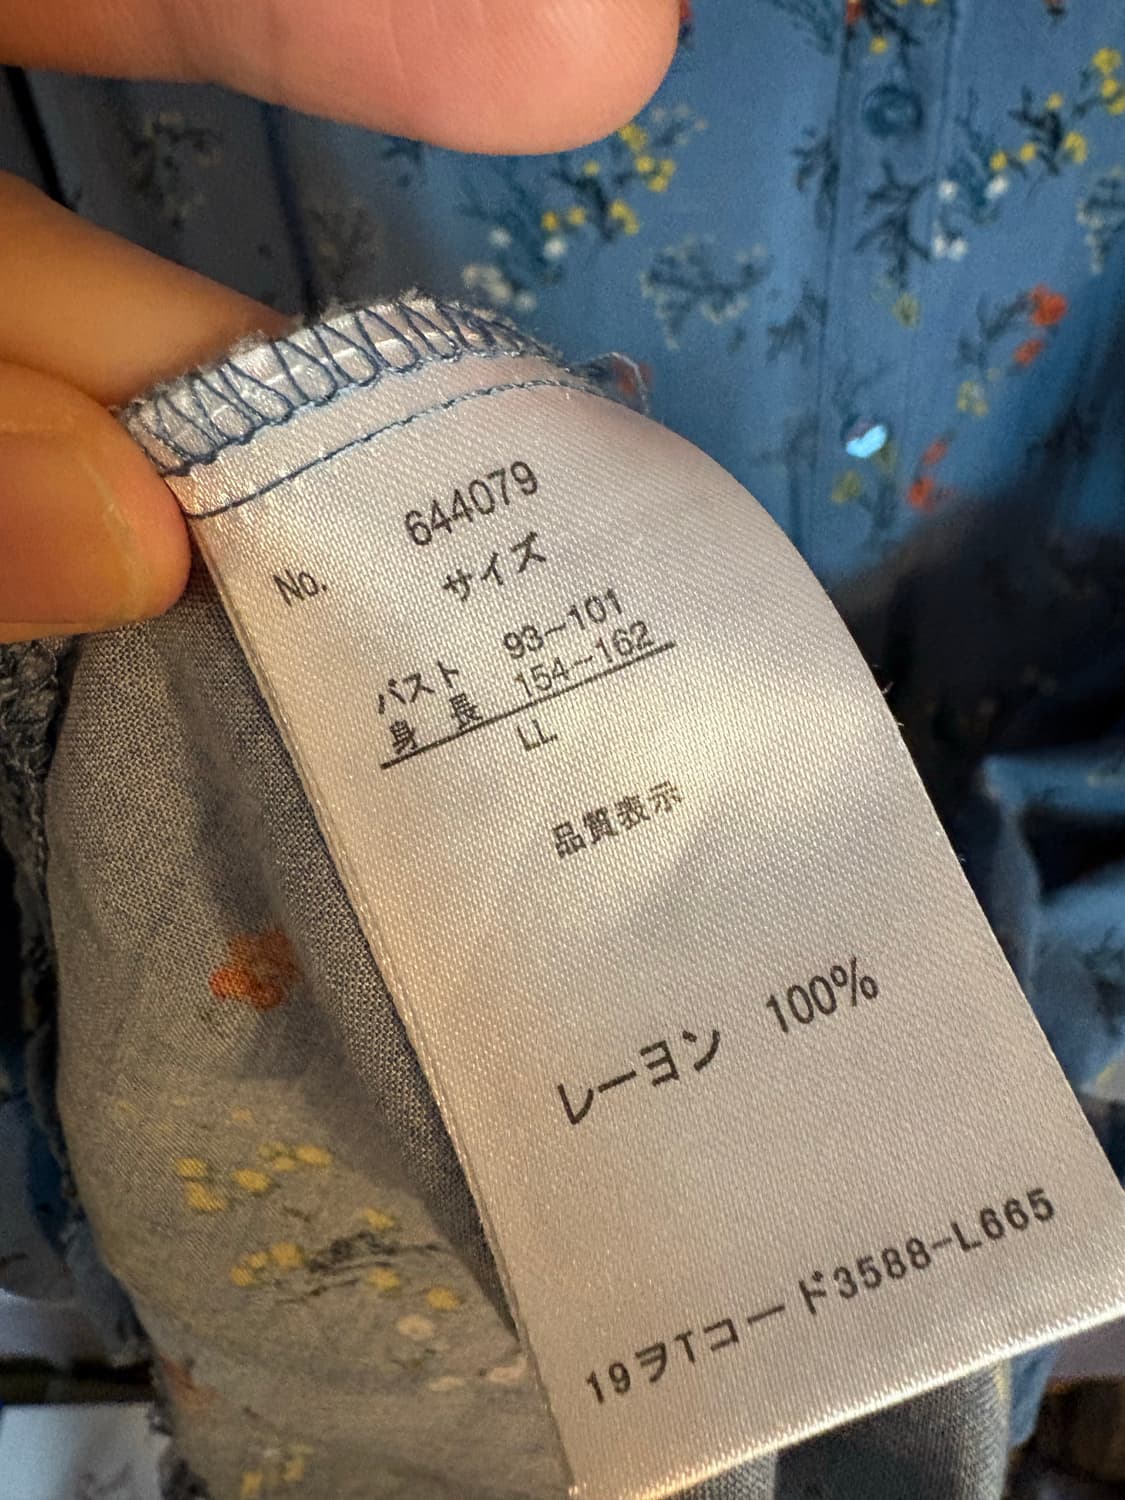 No. 644079
サイズ
バスト 93~101
身長 154~162
LL
品質表示
レーヨン 100%
19ヲTコード3588-L665